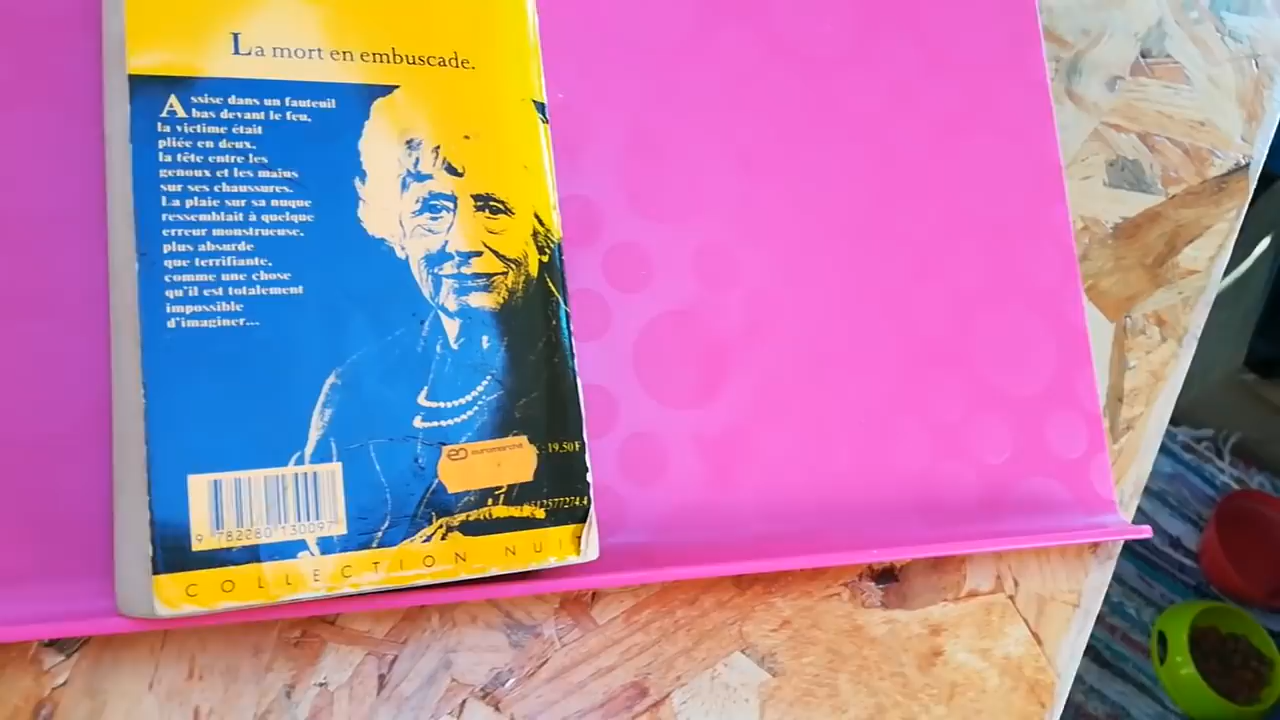 La mort en embuscade.
Assise dans un fauteuil
bas devant le feu,
la victime était
pliée en deux,
la tête entre les
genoux et les mains
sur ses chaussures.
La plaie sur sa nuque
ressemblait à quelque
erreur monstrueuse,
plus absurde
que terrifiante,
comme une chose
qu'il est totalement
impossible
d'imaginer...
euromarché
: 19.50 F
2577274.4
9 782280 130097
COLLECTION NUIT